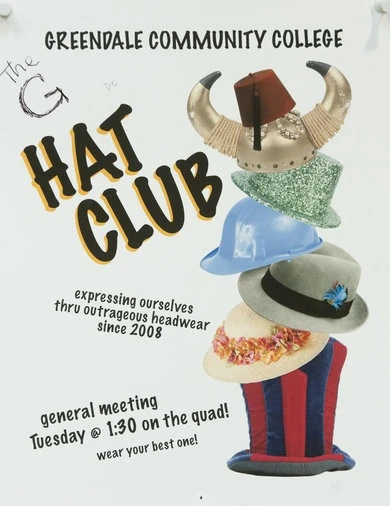 GREENDALE COMMUNITY COLLEGE
The
G
HAT
CLUB
expressing ourselves
thru outrageous headwear
since 2008
general meeting
Tuesday @ 1:30 on the quad!
wear your best one!